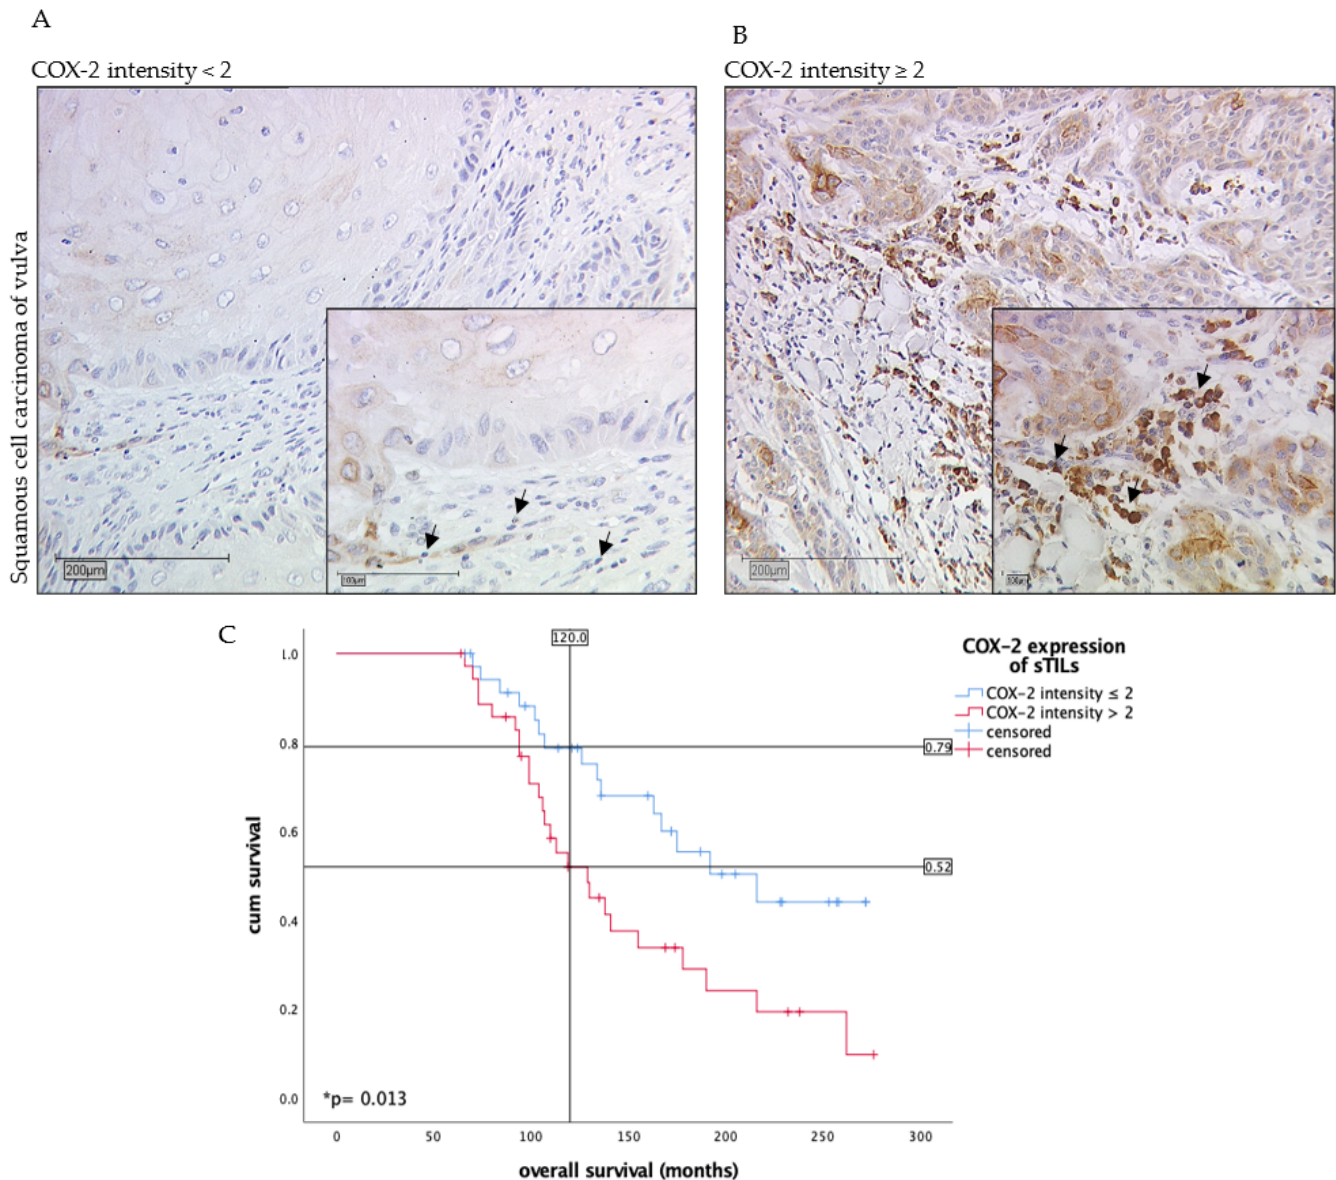 A
B
COX-2 intensity < 2
COX-2 intensity ≥ 2
Squamous cell carcinoma of vulva
200µm
100µm
200µm
C
120.0
1.0
0.8
0.6
0.4
0.2
0.0
0.79
0.52
COX-2 expression
of sTILs
COX-2 intensity ≤ 2
COX-2 intensity > 2
censored
censored
cum survival
*p= 0.013
0 50 100 150 200 250 300
overall survival (months)